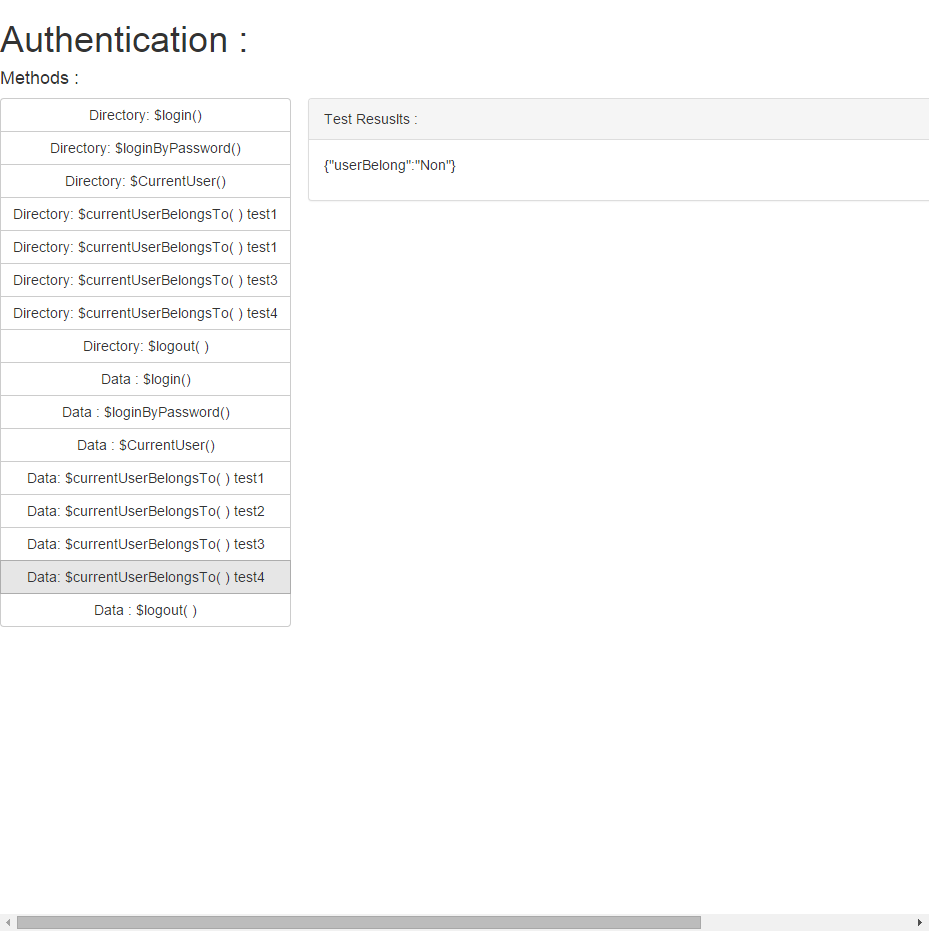 Authentication :
Methods :
Directory: $login()
Directory: $loginByPassword()
Directory: $CurrentUser()
Directory: $currentUserBelongsTo( ) test1
Directory: $currentUserBelongsTo( ) test1
Directory: $currentUserBelongsTo( ) test3
Directory: $currentUserBelongsTo( ) test4
Directory: $logout( )
Data : $login()
Data : $loginByPassword()
Data : $CurrentUser()
Data: $currentUserBelongsTo( ) test1
Data: $currentUserBelongsTo( ) test2
Data: $currentUserBelongsTo( ) test3
Data: $currentUserBelongsTo( ) test4
Data : $logout( )
Test Resuslts :
{"userBelong":"Non"}